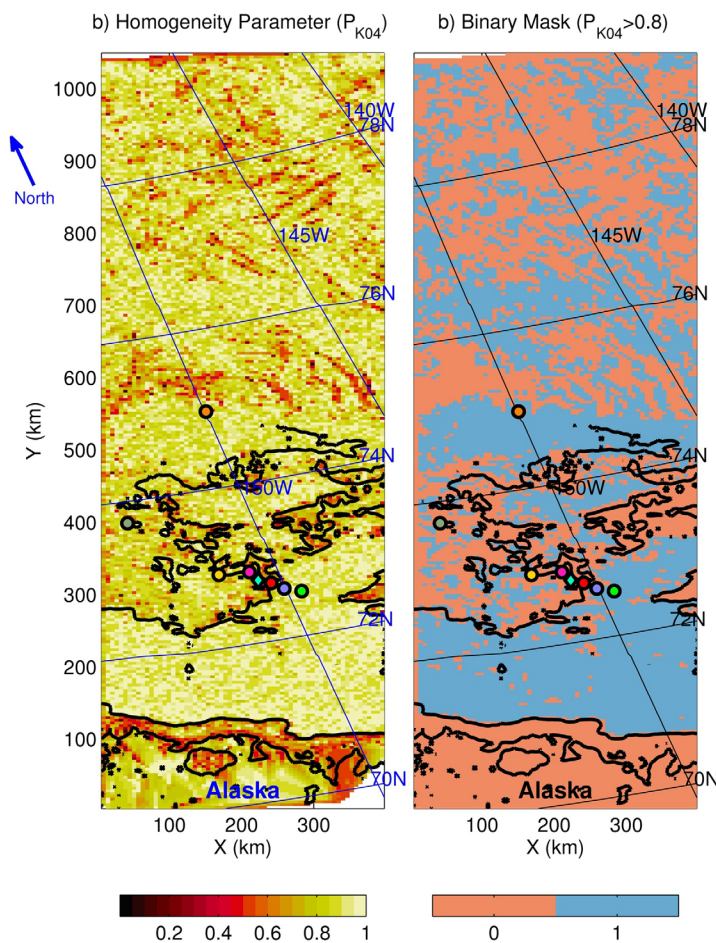 b) Homogeneity Parameter (P_K04)
b) Binary Mask (P_K04>0.8)
1000
900
800
700
600
500
400
300
200
100
Y (km)
North
140W
78N
145W
76N
74N
150W
72N
70N
Alaska
100 200 300
X (km)
140W
78N
145W
76N
74N
150W
72N
70N
Alaska
100 200 300
X (km)
0.2 0.4 0.6 0.8 1
0 1